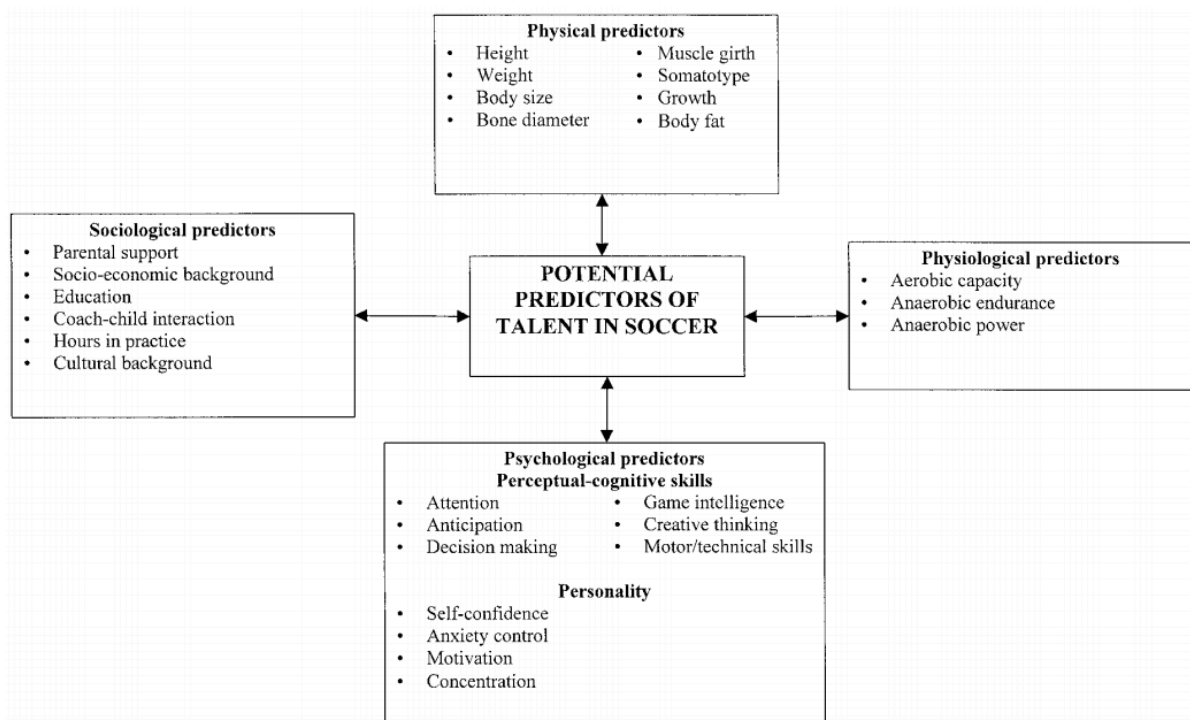 Physical predictors
• Height
• Weight
• Body size
• Bone diameter
• Muscle girth
• Somatotype
• Growth
• Body fat
Sociological predictors
• Parental support
• Socio-economic background
• Education
• Coach-child interaction
• Hours in practice
• Cultural background
POTENTIAL
PREDICTORS OF
TALENT IN SOCCER
Physiological predictors
• Aerobic capacity
• Anaerobic endurance
• Anaerobic power
Psychological predictors
Perceptual-cognitive skills
• Attention
• Anticipation
• Decision making
• Game intelligence
• Creative thinking
• Motor/technical skills
Personality
• Self-confidence
• Anxiety control
• Motivation
• Concentration